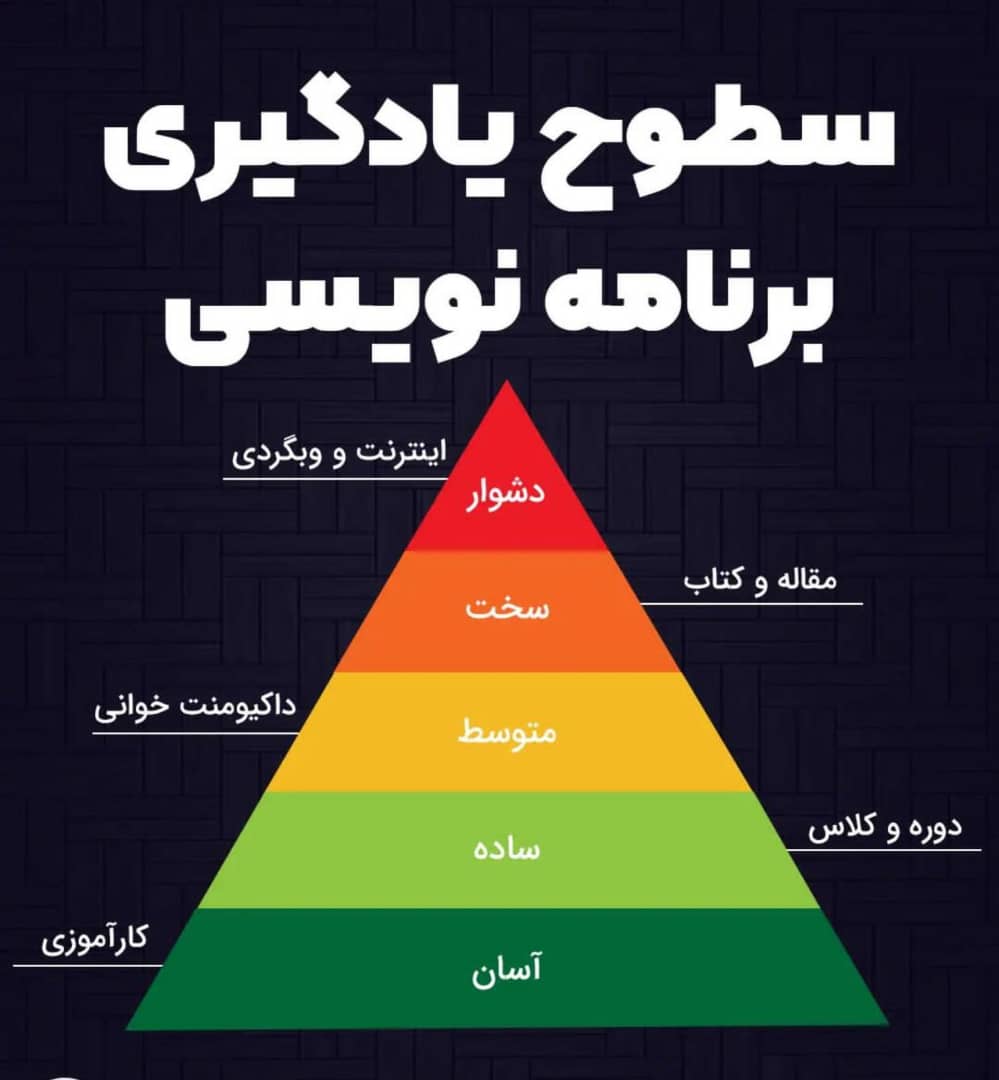 سطوح یادگیری
برنامه نویسی
اینترنت و وبگردی
دشوار
مقاله و کتاب
سخت
داکیومنت خوانی
متوسط
دوره و کلاس
ساده
کارآموزی
آسان